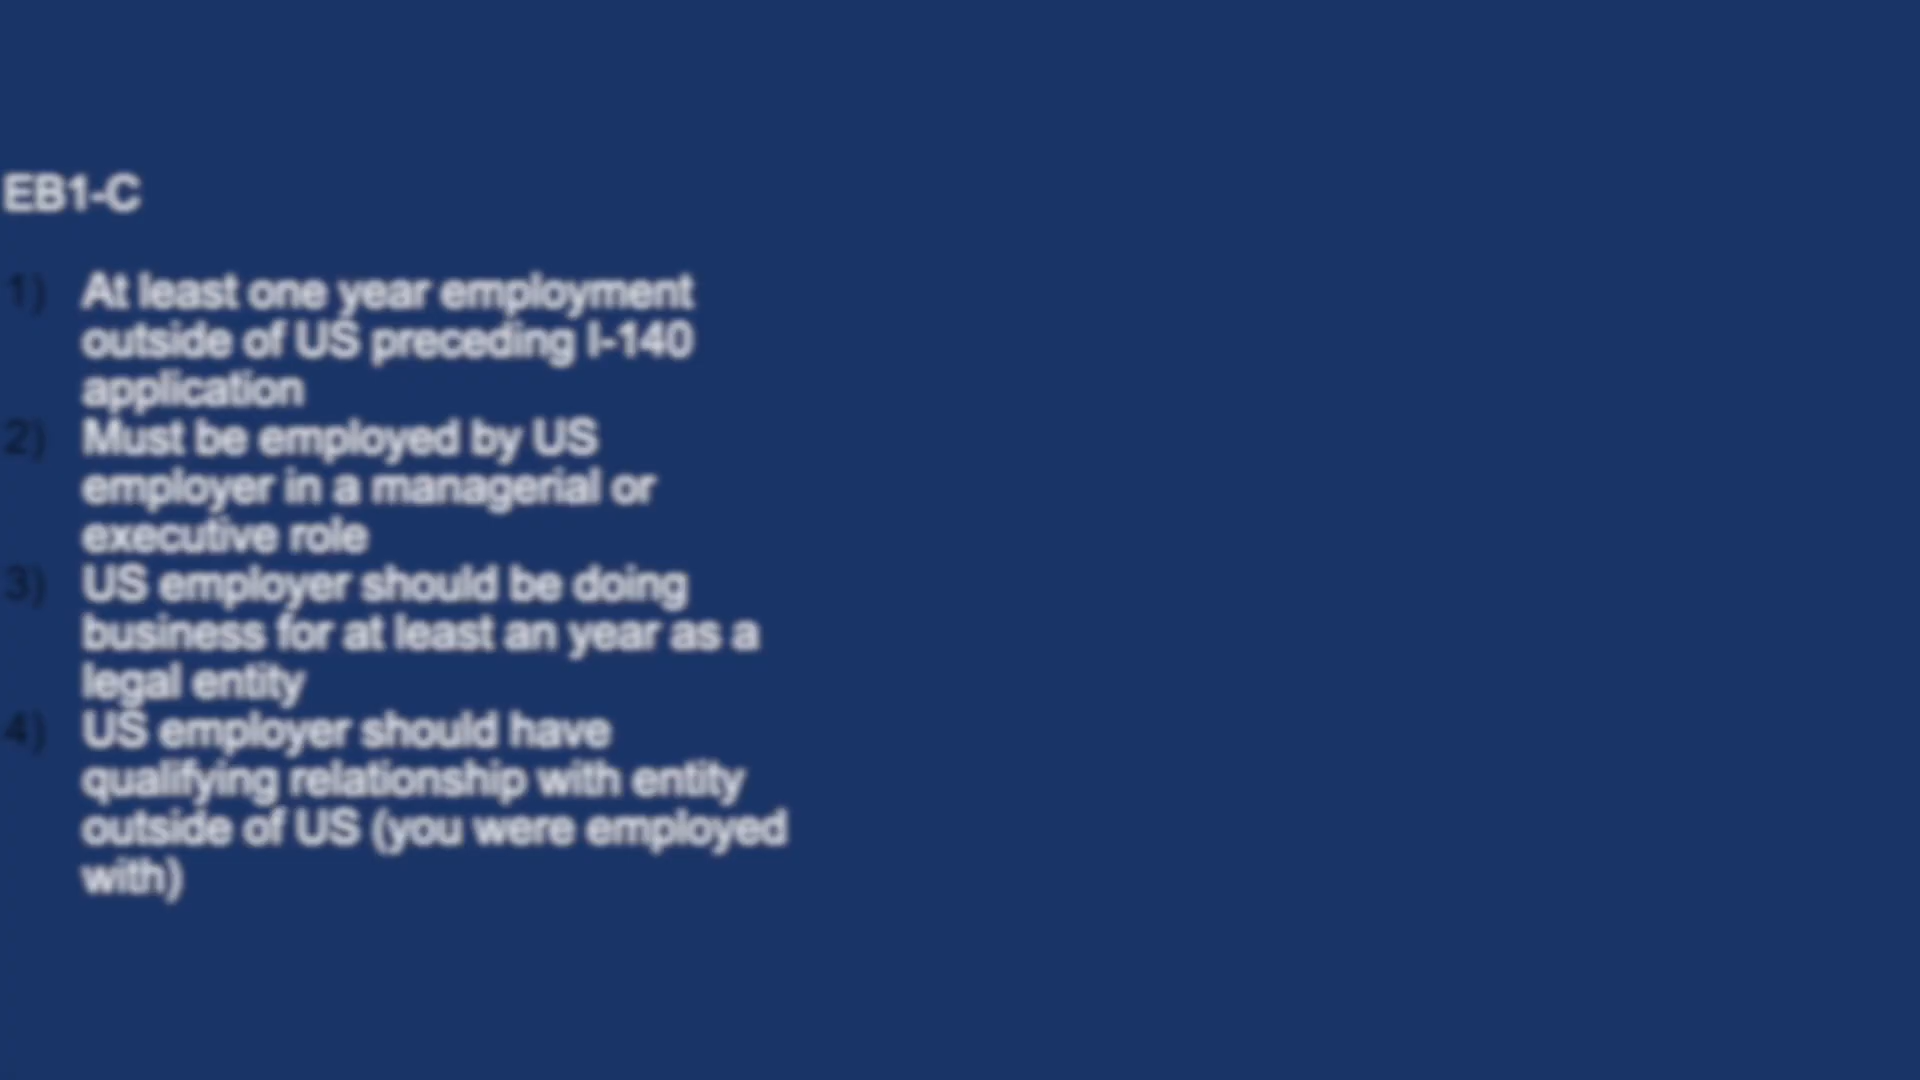 EB1-C
1) At least one year employment
outside of US preceding I-140
application
2) Must be employed by US
employer in a managerial or
executive role
3) US employer should be doing
business for at least an year as a
legal entity
4) US employer should have
qualifying relationship with entity
outside of US (you were employed
with)